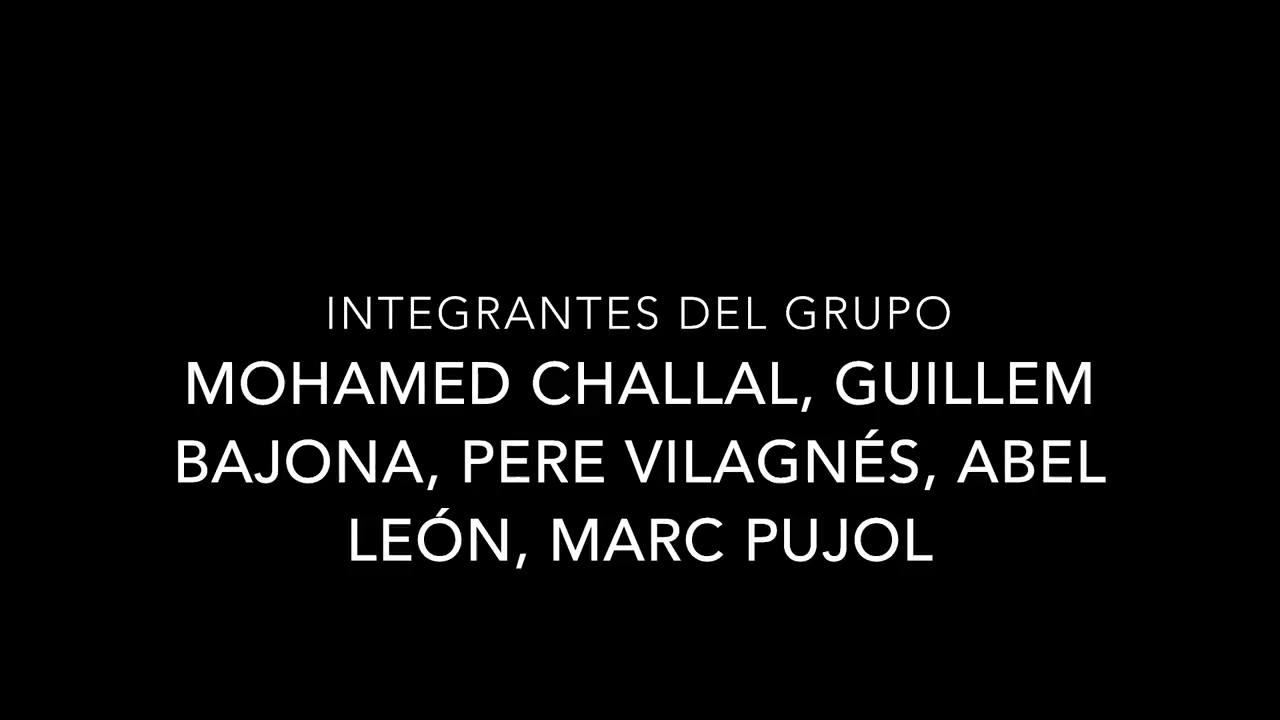 INTEGRANTES DEL GRUPO
MOHAMED CHALLAL, GUILLEM
BAJONA, PERE VILAGNÉS, ABEL
LEÓN, MARC PUJOL